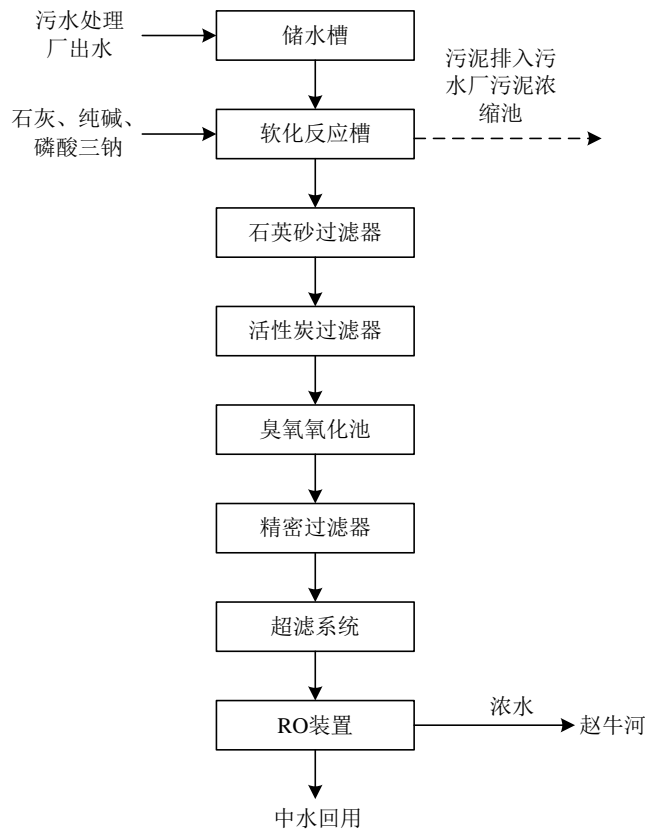 污水处理
厂出水
储水槽
污泥排入污
水厂污泥浓
缩池
石灰、纯碱、
磷酸三钠
软化反应槽
石英砂过滤器
活性炭过滤器
臭氧氧化池
精密过滤器
超滤系统
RO装置
浓水
赵牛河
中水回用